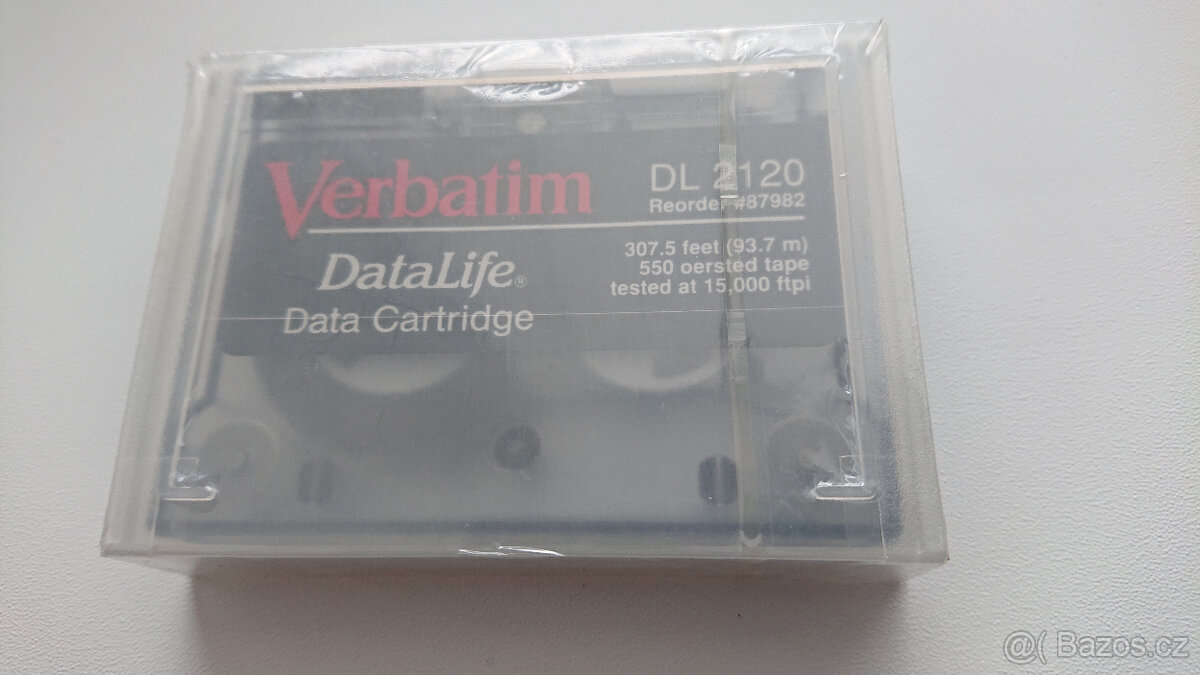 Verbatim
DataLife®
Data Cartridge
DL 2120
Reorder #87982
307.5 feet (93.7 m)
550 oersted tape
tested at 15,000 ftpi
@( Bazos.cz